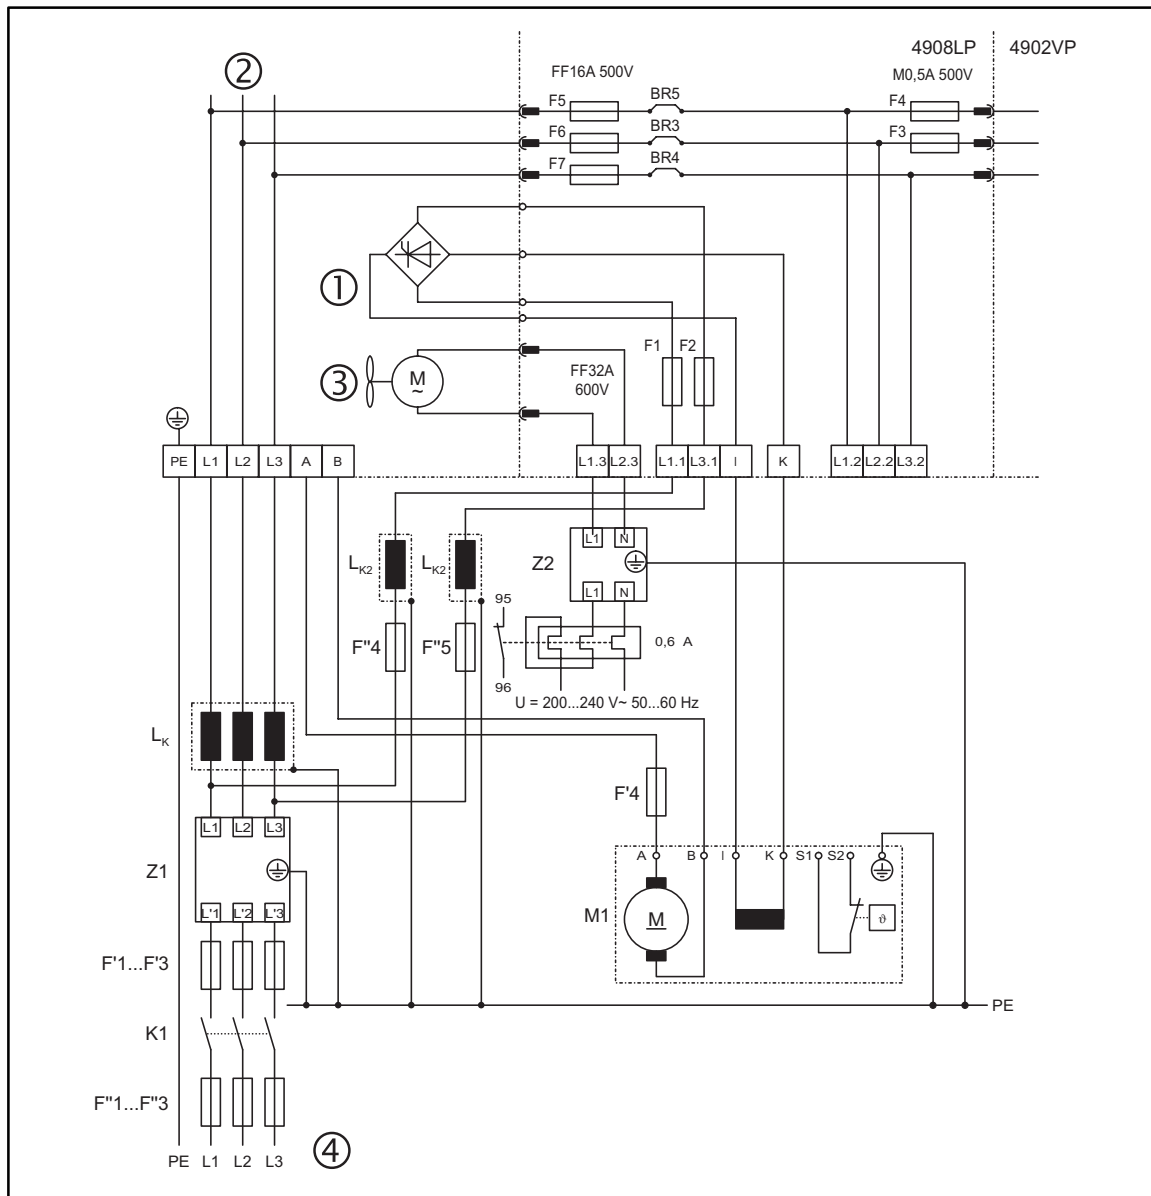 4908LP 4902VP
② FF16A 500V M0,5A 500V
F5 BR5 F4
F6 BR3 F3
F7 BR4
①
F1 F2
③ M ~ FF32A
600V
PE L1 L2 L3 A B L1.3 L2.3 L1.1 L3.1 I K L1.2 L2.2 L3.2
L1 N
LK2 LK2 Z2
L1 N
95
F"4 F"5 0,6 A
96
U = 200...240 V~ 50...60 Hz
LK
F'4
L1 L2 L3
A B I K S1 S2
Z1
L'1 L'2 L'3
M1 M ϑ
F'1...F'3
PE
K1
F"1...F"3
④
PE L1 L2 L3